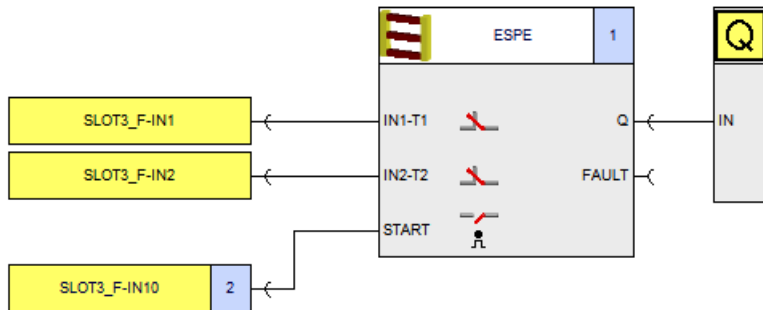 ESPE 1
Q
SLOT3_F-IN1
IN1-T1
Q
IN
SLOT3_F-IN2
IN2-T2
FAULT
START
SLOT3_F-IN10 2